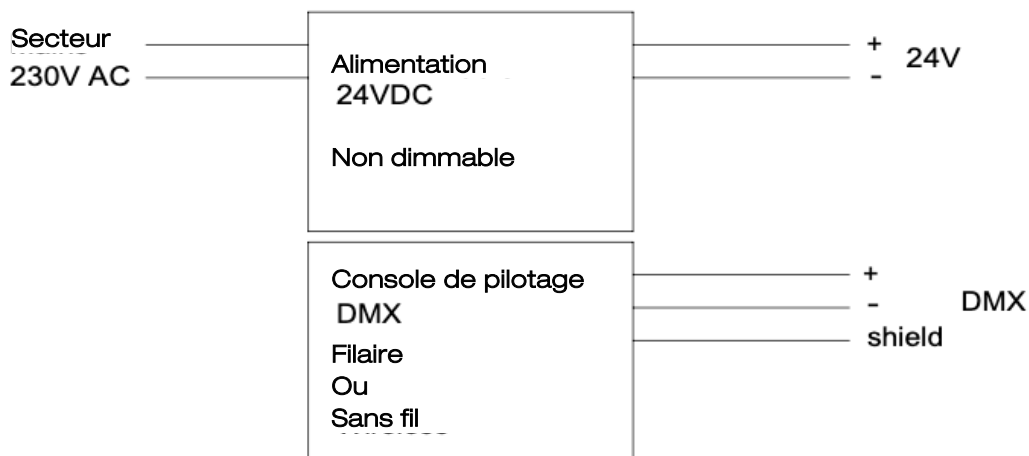 Secteur
230V AC
Alimentation
24VDC
Non dimmable
+
24V
-
Console de pilotage
DMX
Filaire
Ou
Sans fil
+
-
DMX
shield